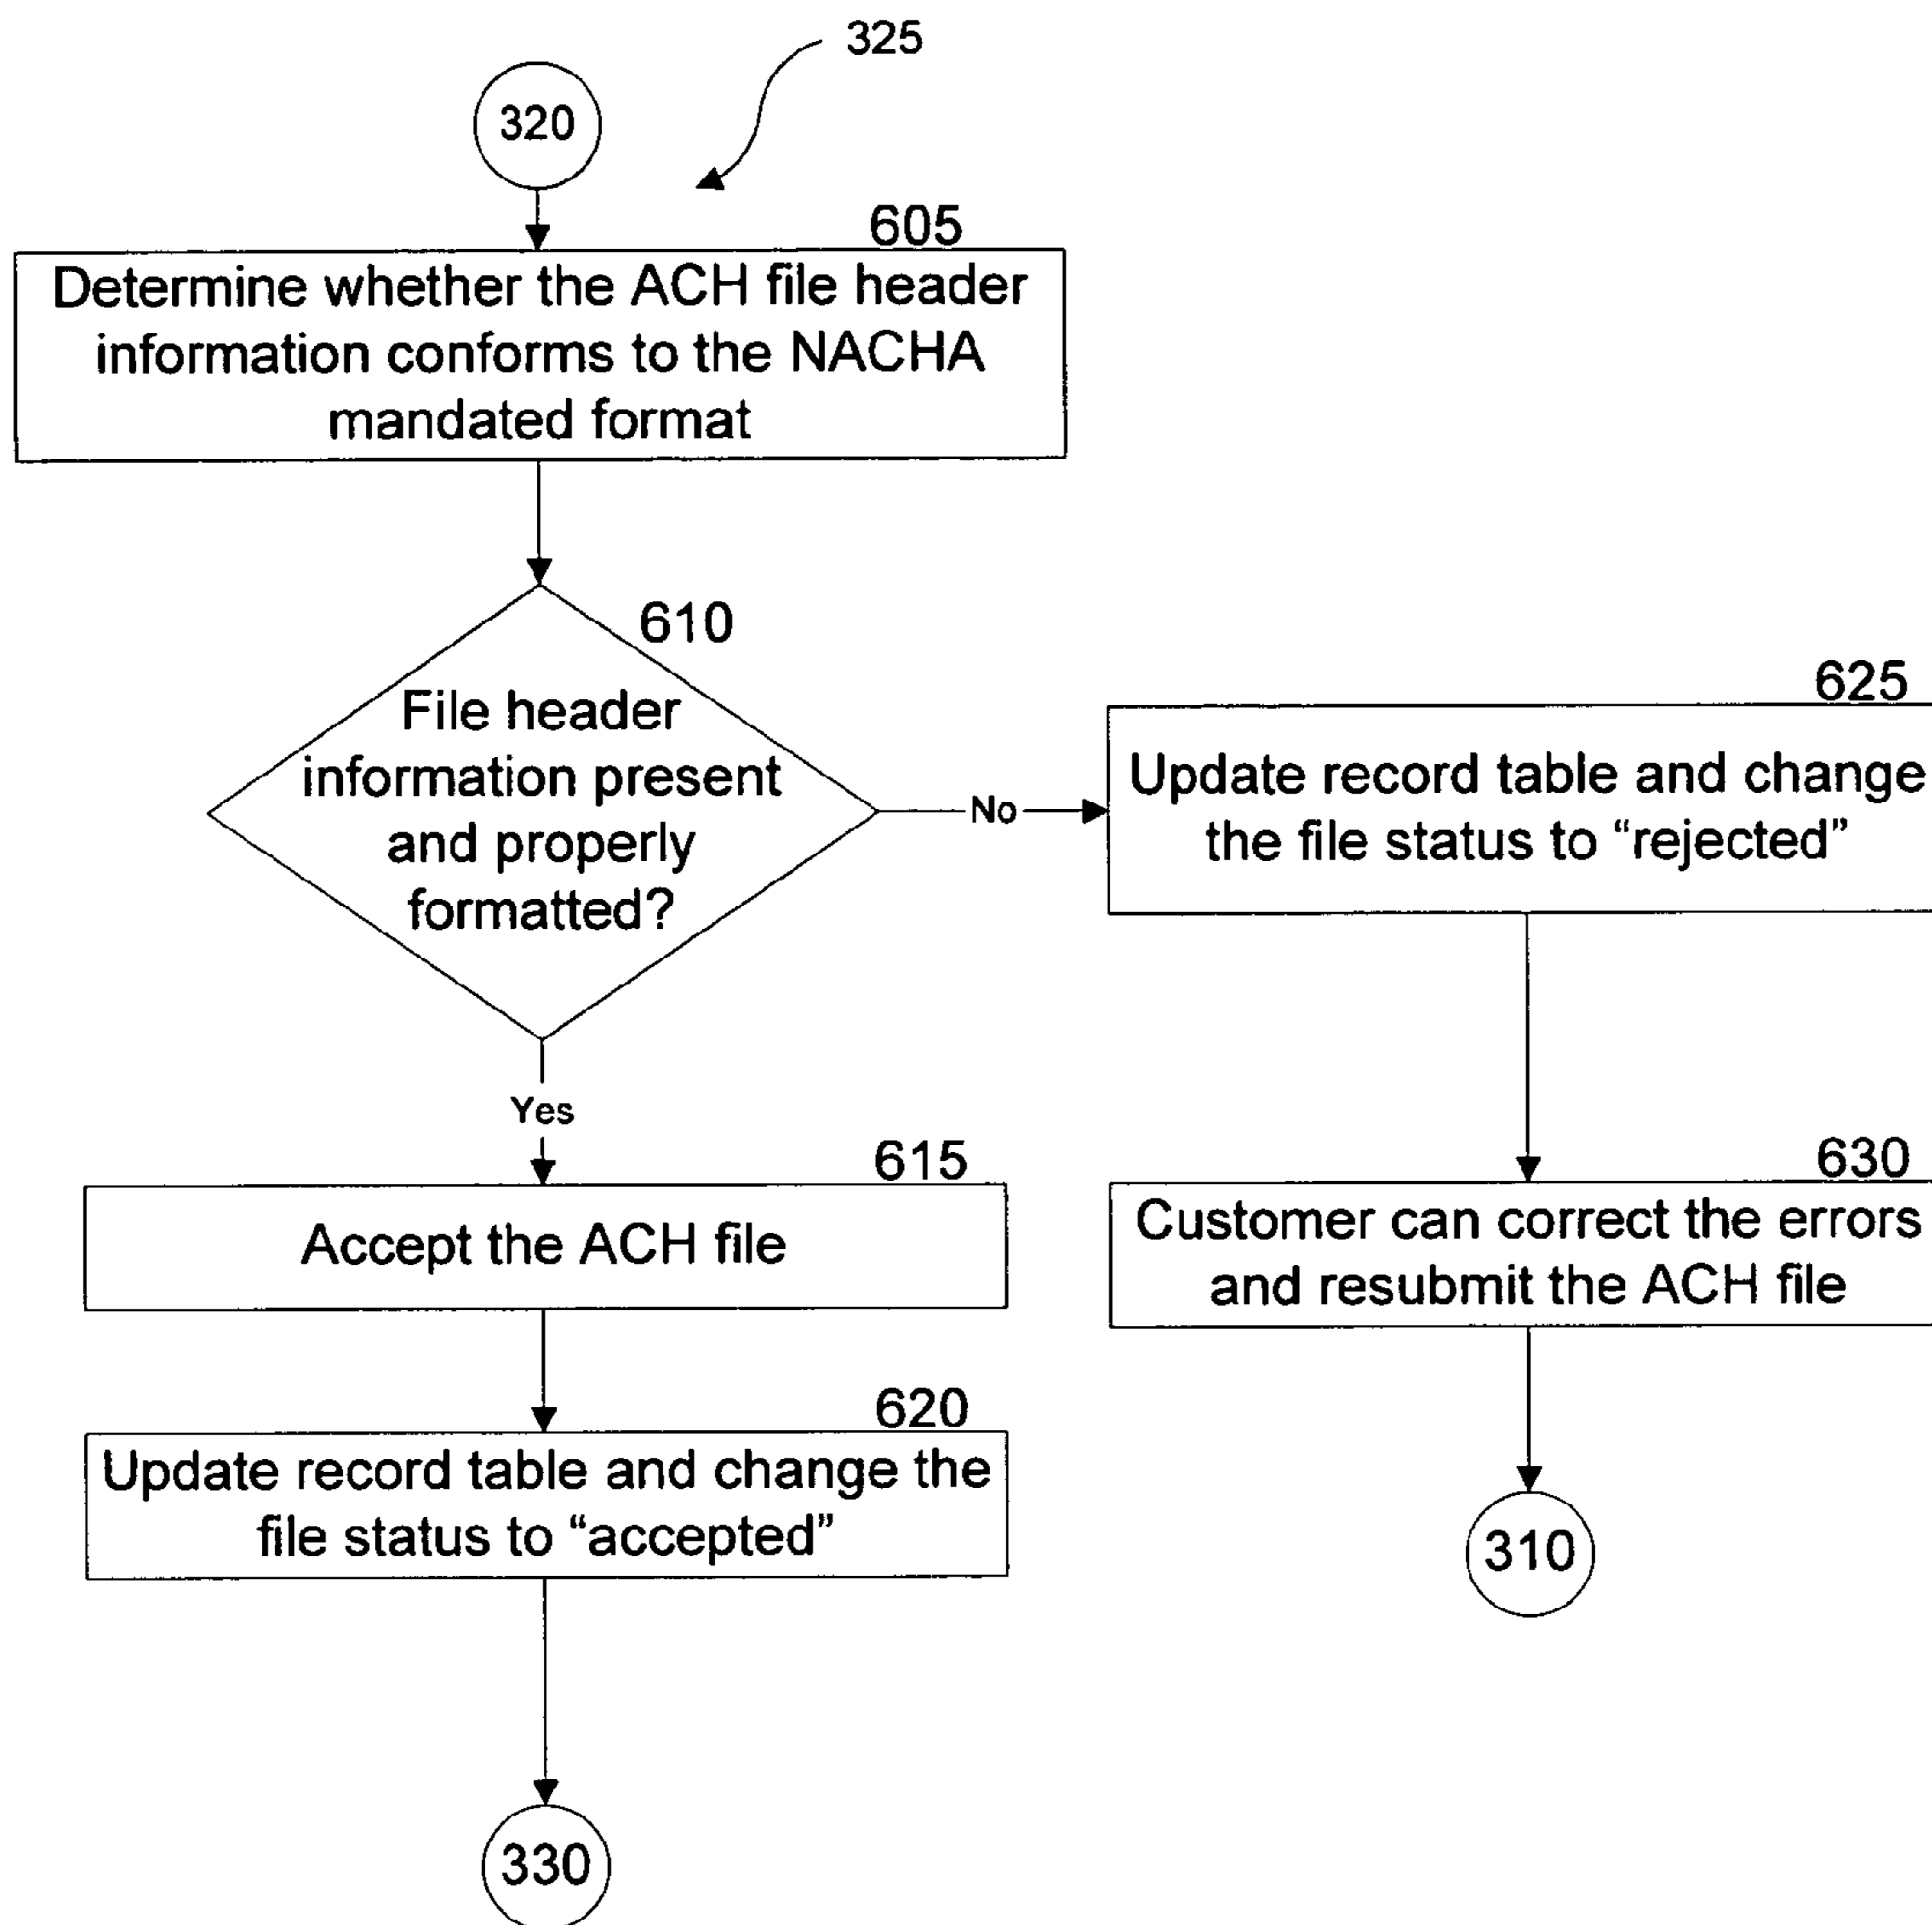 325
320
605
Determine whether the ACH file header
information conforms to the NACHA
mandated format
610
File header
information present
and properly
formatted?
No
625
Update record table and change
the file status to “rejected”
Yes
615
Accept the ACH file
630
Customer can correct the errors
and resubmit the ACH file
620
Update record table and change the
file status to “accepted”
310
330